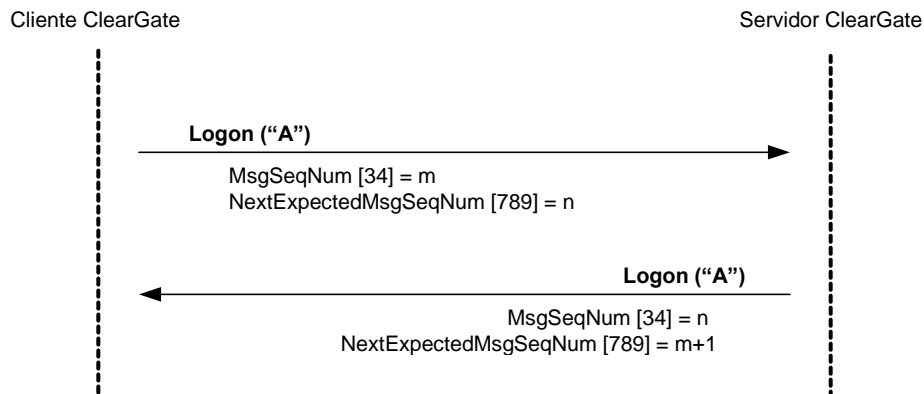 Cliente ClearGate
Servidor ClearGate
Logon (“A”)
MsgSeqNum [34] = m
NextExpectedMsgSeqNum [789] = n
Logon (“A”)
MsgSeqNum [34] = n
NextExpectedMsgSeqNum [789] = m+1